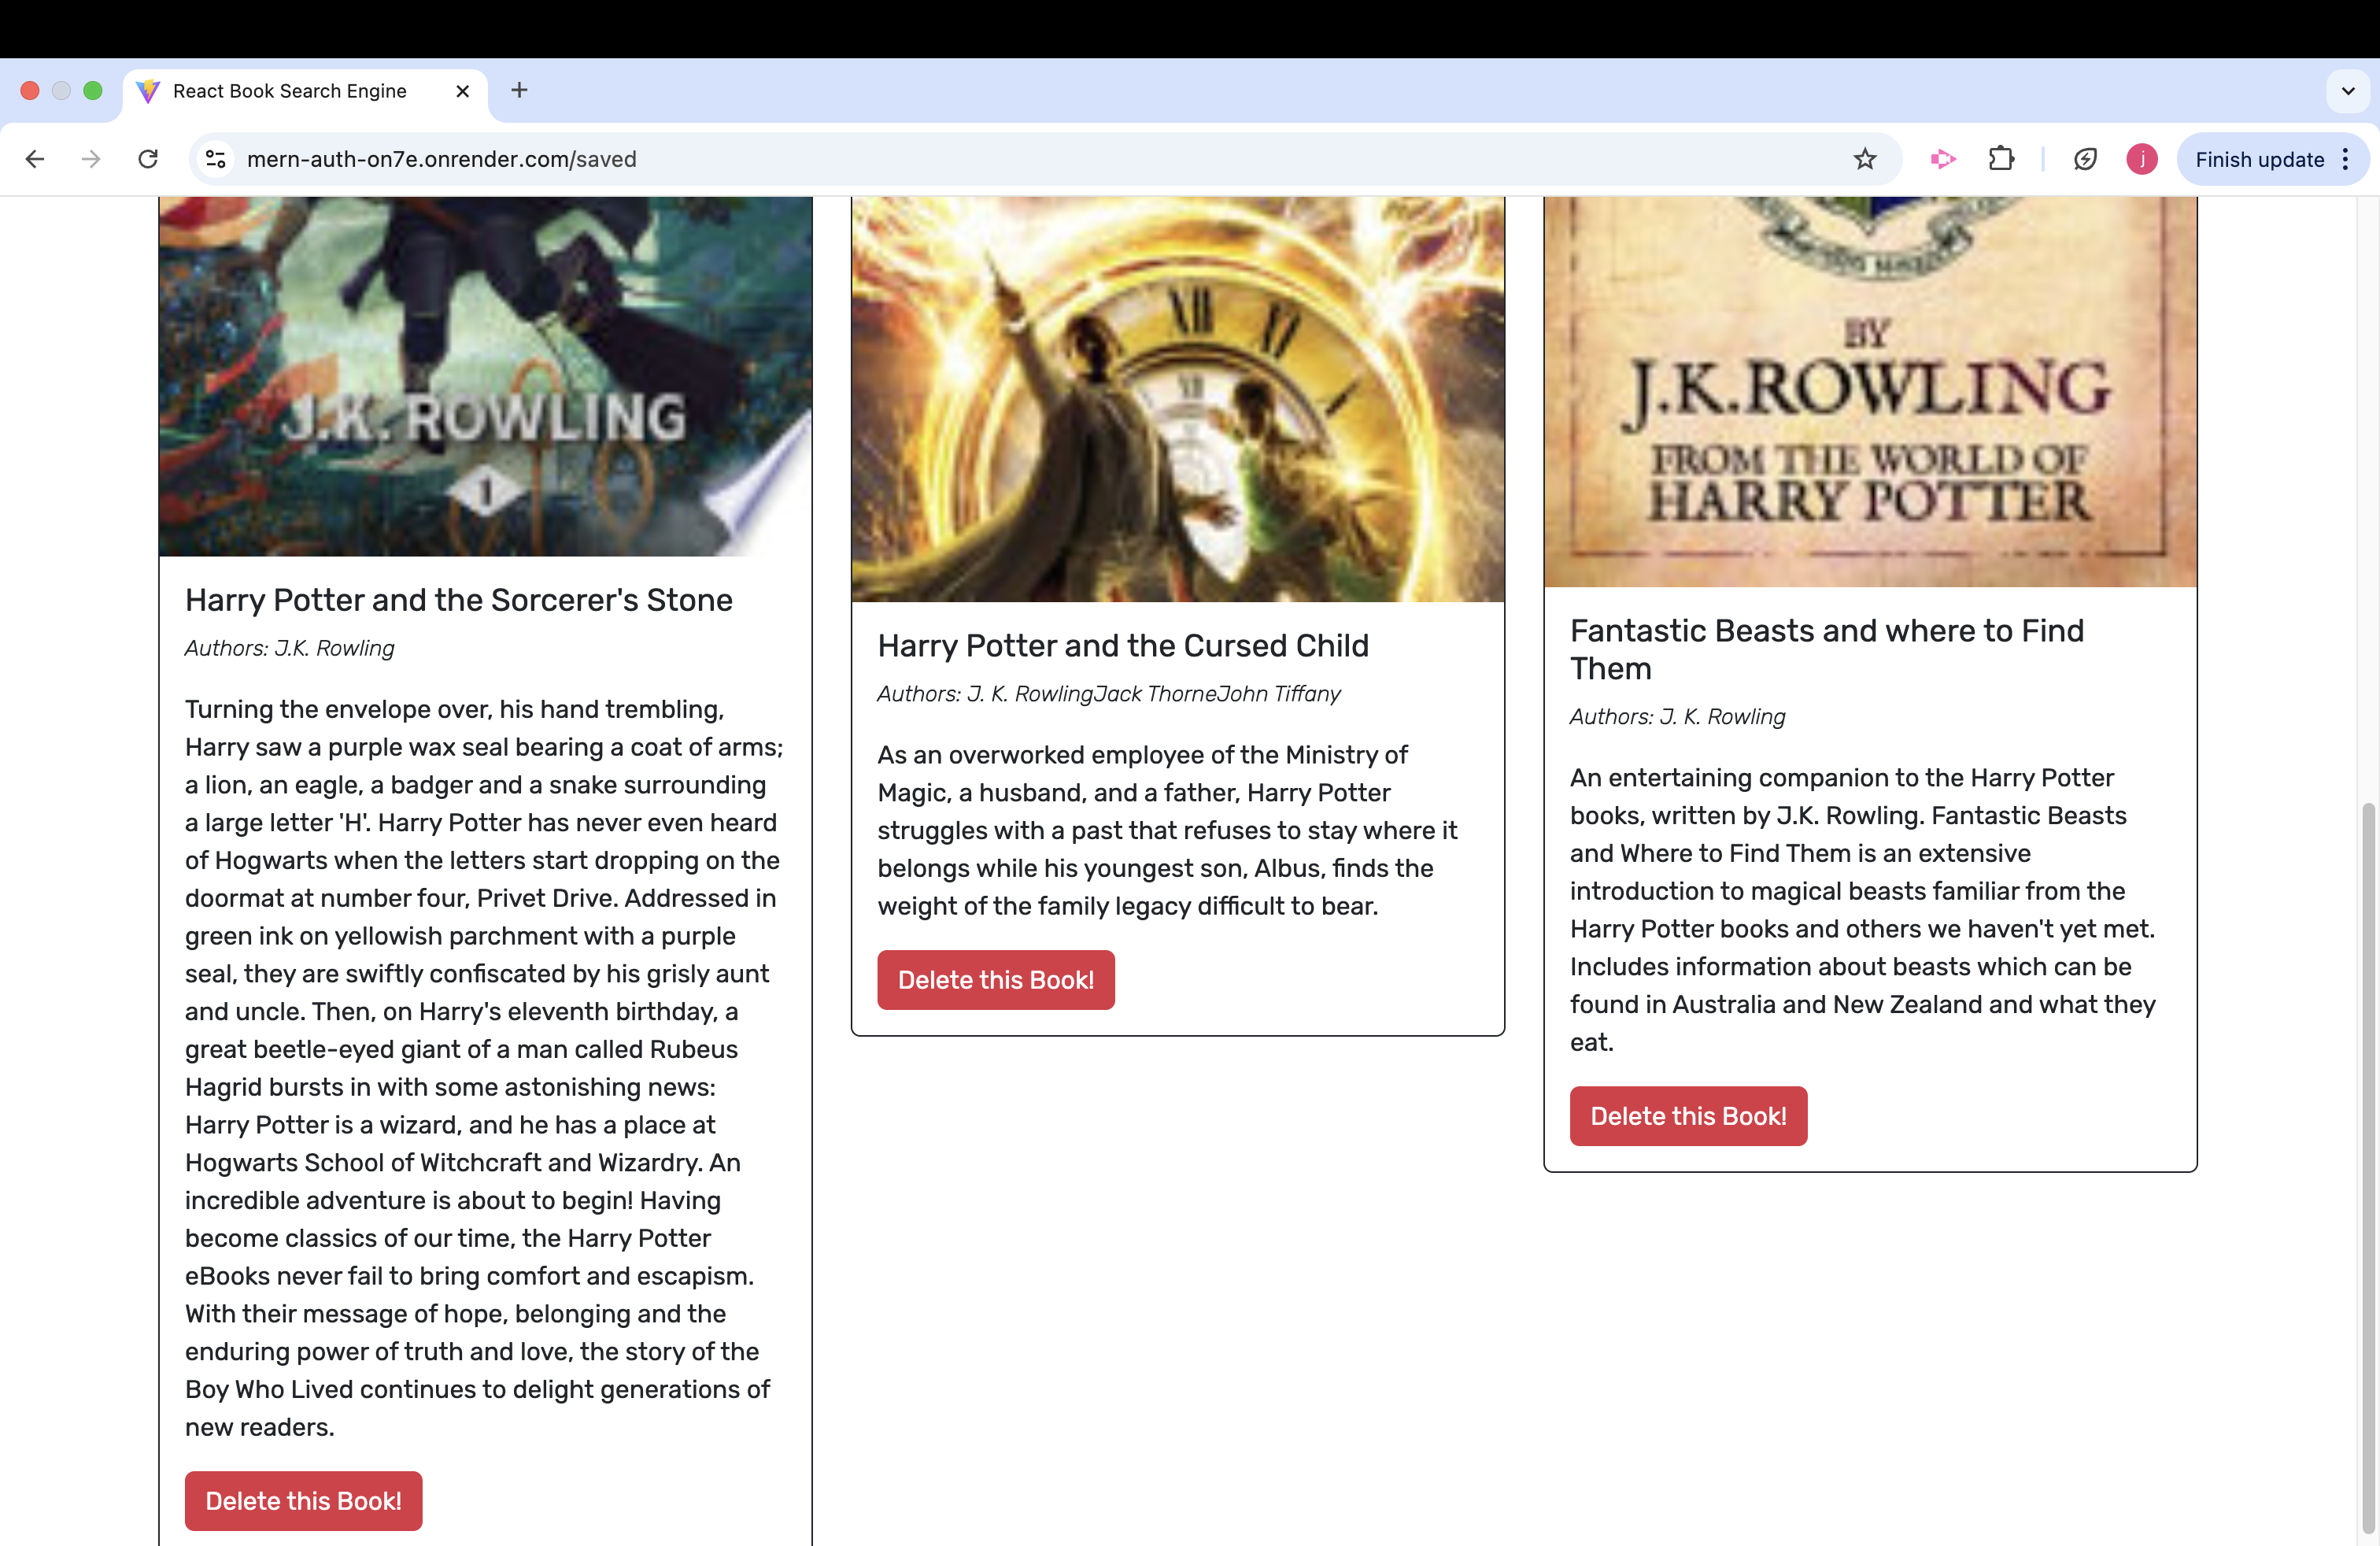 React Book Search Engine
mern-auth-on7e.onrender.com/saved
j
Finish update
J.K. ROWLING
1
Harry Potter and the Sorcerer's Stone
Authors: J.K. Rowling
Turning the envelope over, his hand trembling,
Harry saw a purple wax seal bearing a coat of arms;
a lion, an eagle, a badger and a snake surrounding
a large letter 'H'. Harry Potter has never even heard
of Hogwarts when the letters start dropping on the
doormat at number four, Privet Drive. Addressed in
green ink on yellowish parchment with a purple
seal, they are swiftly confiscated by his grisly aunt
and uncle. Then, on Harry's eleventh birthday, a
great beetle-eyed giant of a man called Rubeus
Hagrid bursts in with some astonishing news:
Harry Potter is a wizard, and he has a place at
Hogwarts School of Witchcraft and Wizardry. An
incredible adventure is about to begin! Having
become classics of our time, the Harry Potter
eBooks never fail to bring comfort and escapism.
With their message of hope, belonging and the
enduring power of truth and love, the story of the
Boy Who Lived continues to delight generations of
new readers.
Delete this Book!
XII
I
XII
Harry Potter and the Cursed Child
Authors: J. K. RowlingJack ThorneJohn Tiffany
As an overworked employee of the Ministry of
Magic, a husband, and a father, Harry Potter
struggles with a past that refuses to stay where it
belongs while his youngest son, Albus, finds the
weight of the family legacy difficult to bear.
Delete this Book!
BY
J.K.ROWLING
FROM THE WORLD OF
HARRY POTTER
Fantastic Beasts and where to Find
Them
Authors: J. K. Rowling
An entertaining companion to the Harry Potter
books, written by J.K. Rowling. Fantastic Beasts
and Where to Find Them is an extensive
introduction to magical beasts familiar from the
Harry Potter books and others we haven't yet met.
Includes information about beasts which can be
found in Australia and New Zealand and what they
eat.
Delete this Book!